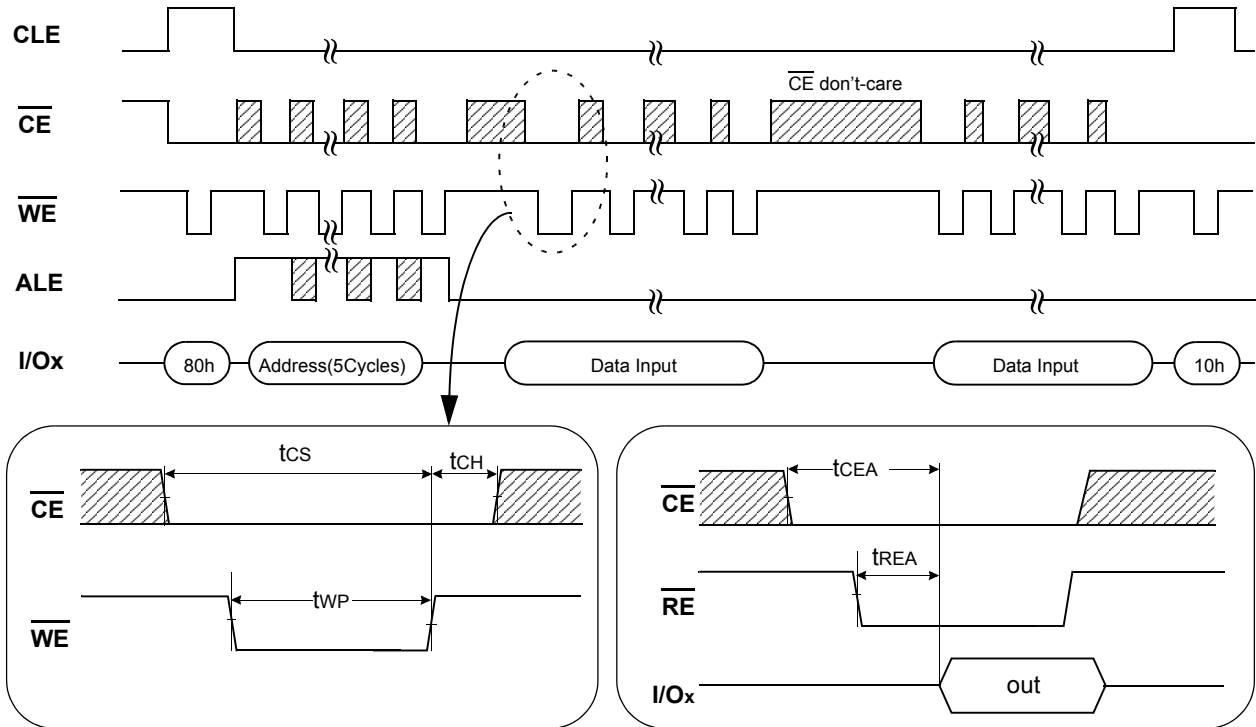 CLE
CE don't-care
CE
WE
ALE
I/Ox 80h Address(5Cycles) Data Input Data Input 10h
tCS tCH
CE
tWP
WE
tCEA
CE
tREA
RE
I/Ox out